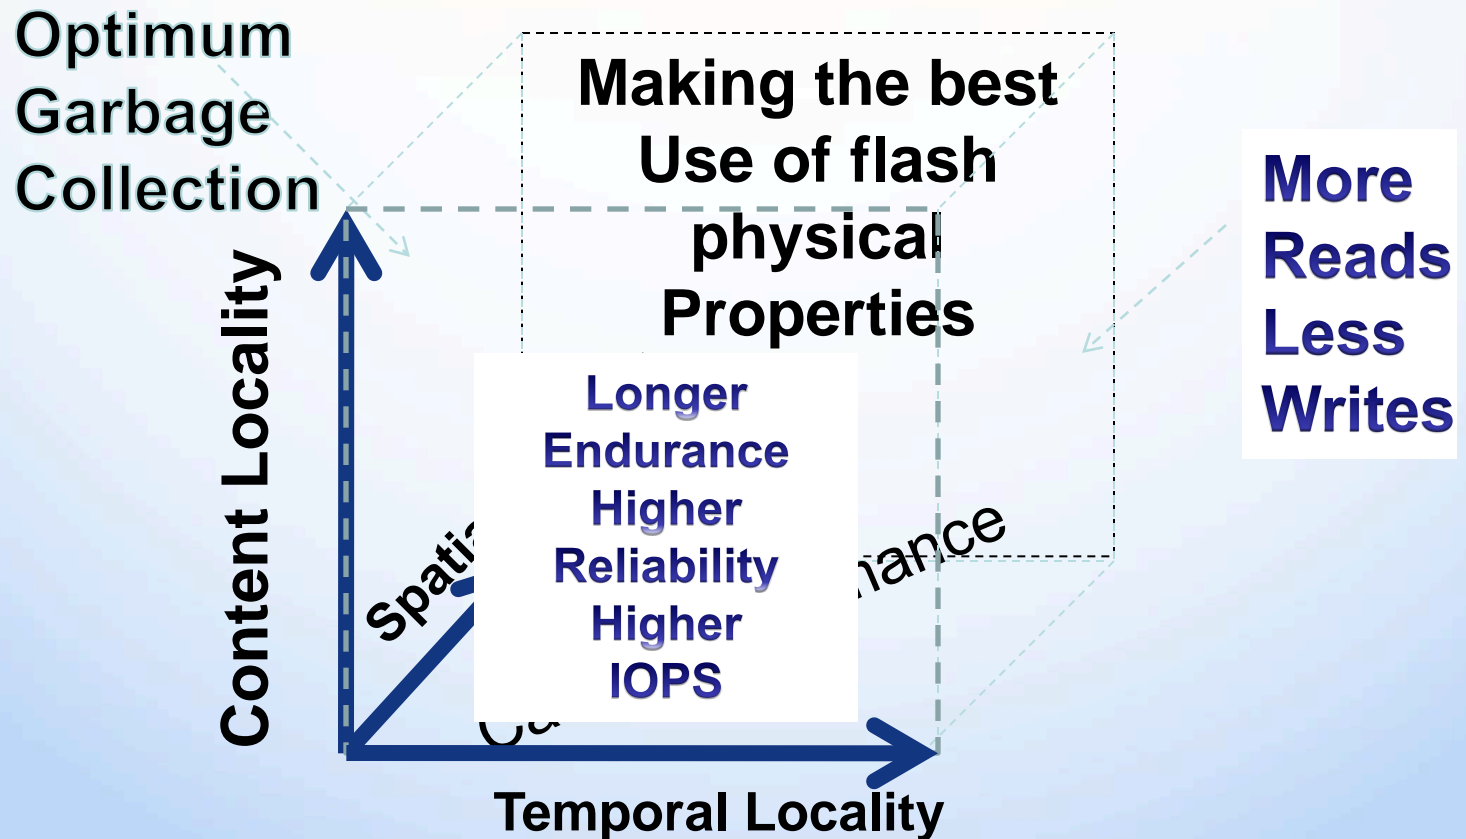 Optimum
Garbage
Collection
Making the best
Use of flash
physical
Properties
More
Reads
Less
Writes
Content Locality
Longer
Endurance
Higher
Reliability
Higher
IOPS
Temporal Locality